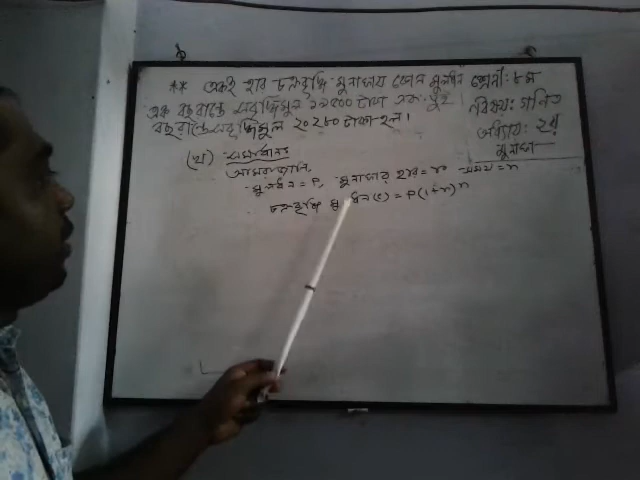 ** একই হার চক্রবৃদ্ধি মুনাফায় কোন মূলধন
এক বছরান্তে সবৃদ্ধিমূল ১৯৫০০ টাকা এবং দুই
বছরান্তে সবৃদ্ধিমূল ২০২৮০ টাকা হল।
শ্রেণী: ৮ম
বিষয়: গনিত
অধ্যায়: ২য়
মুনাফা
(খ) সমাধানঃ
আমরা জানি,
মূলধন = P, মুনাফার হার = r সময় = n
চক্রবৃদ্ধি মূলধন(c) = P(1+r)ⁿ